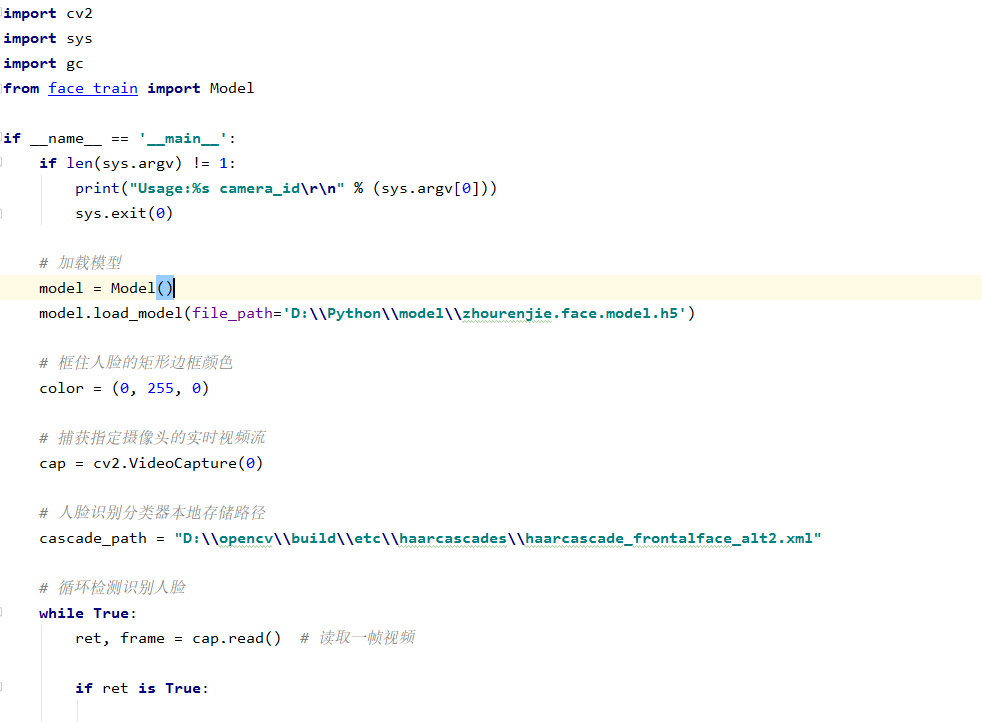 import cv2
import sys
import gc
from face_train import Model
if __name__ == '__main__':
if len(sys.argv) != 1:
print("Usage:%s camera_id\r\n" % (sys.argv[0]))
sys.exit(0)
# 加载模型
model = Model()
model.load_model(file_path='D:\\Python\\model\\zhourenjie.face.model.h5')
# 框住人脸的矩形边框颜色
color = (0, 255, 0)
# 捕获指定摄像头的实时视频流
cap = cv2.VideoCapture(0)
# 人脸识别分类器本地存储路径
cascade_path = "D:\\opencv\\build\\etc\\haarcascades\\haarcascade_frontalface_alt2.xml"
# 循环检测识别人脸
while True:
ret, frame = cap.read()  # 读取一帧视频
if ret is True: